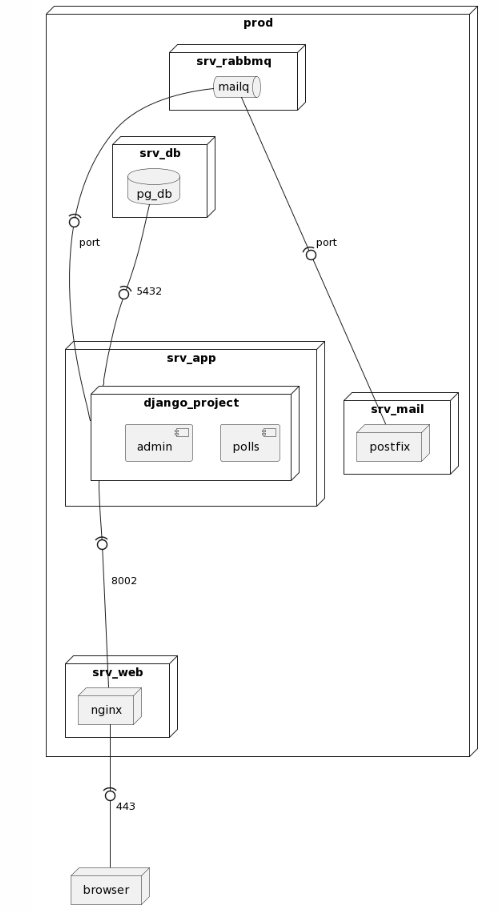 prod
srv_rabbmq
mailq
srv_db
pg_db
port
port
5432
srv_app
django_project
admin
polls
srv_mail
postfix
8002
srv_web
nginx
443
browser